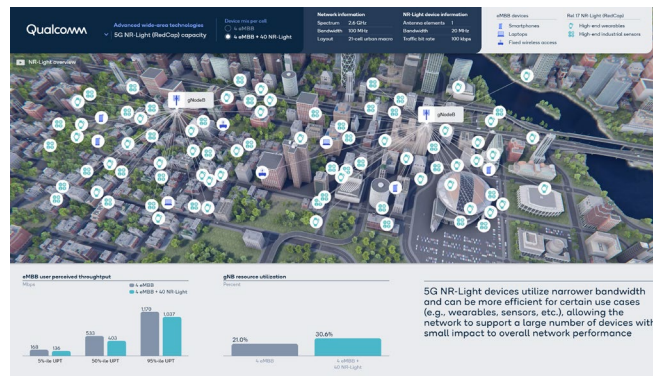 Qualcomm
Advanced wide-area technologies
5G NR-Light (RedCap) capacity
Device mix per cell
4 eMBB
4 eMBB + 40 NR-Light
Network information
Spectrum 2.6 GHz
Bandwidth 100 MHz
Layout 21-cell urban macro
NR-Light device information
Antenna elements 1
Bandwidth 20 MHz
Traffic bit rate 100 kbps
eMBB devices
Smartphones
Laptops
Fixed wireless access
Rel 17 NR Light (RedCap)
High-end wearables
High-end industrial sensors
NR-Light overview
gNodeB
gNodeB
eMBB user perceived throughtput
Mbps
4 eMBB
4 eMBB + 40 NR-Light
168 136
533 403
1,179 1,037
5%-ile UPT 50%-ile UPT 95%-ile UPT
gNB resource utilization
Percent
21.0% 30.6%
4 eMBB
4 eMBB +
40 NR-Light
5G NR-Light devices utilize narrower bandwidth
and can be more efficient for certain use cases
(e.g., wearables, sensors, etc.), allowing the
network to support a large number of devices with
small impact to overall network performance